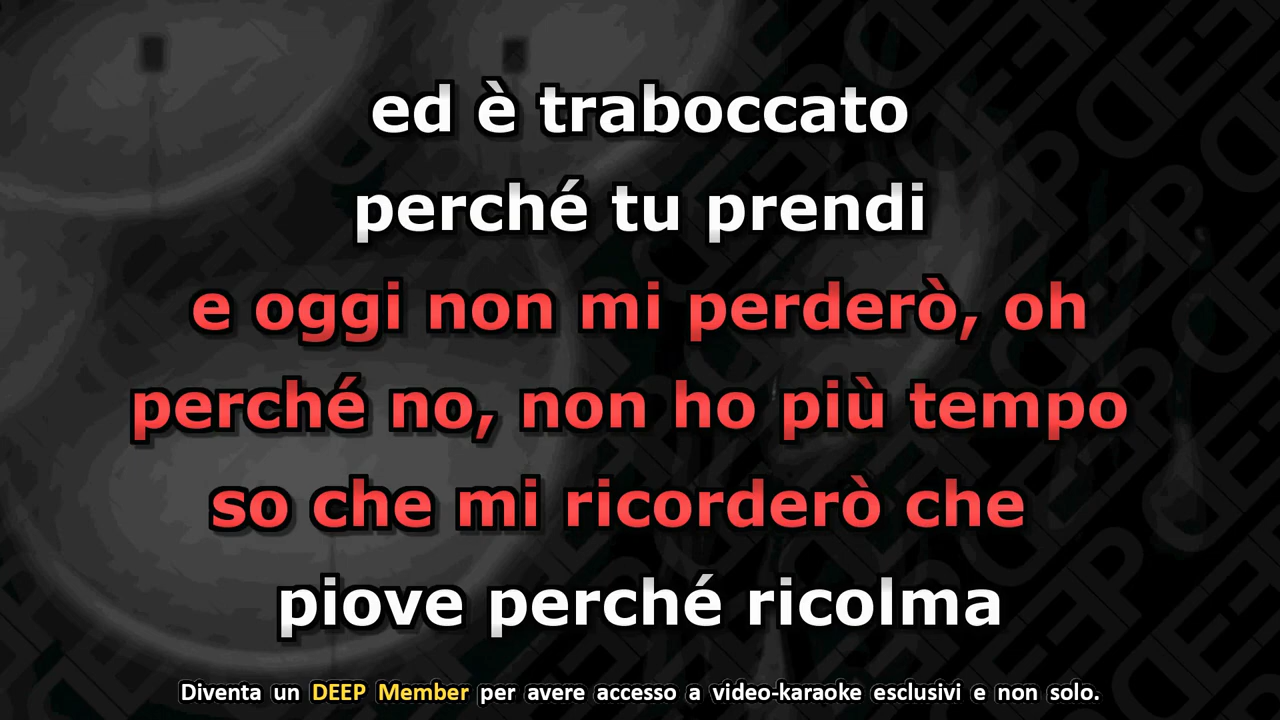 ed è traboccato
perché tu prendi
e oggi non mi perderò, oh
perché no, non ho più tempo
so che mi ricorderò che
piove perché ricolma
Diventa un DEEP Member per avere accesso a video-karaoke esclusivi e non solo.